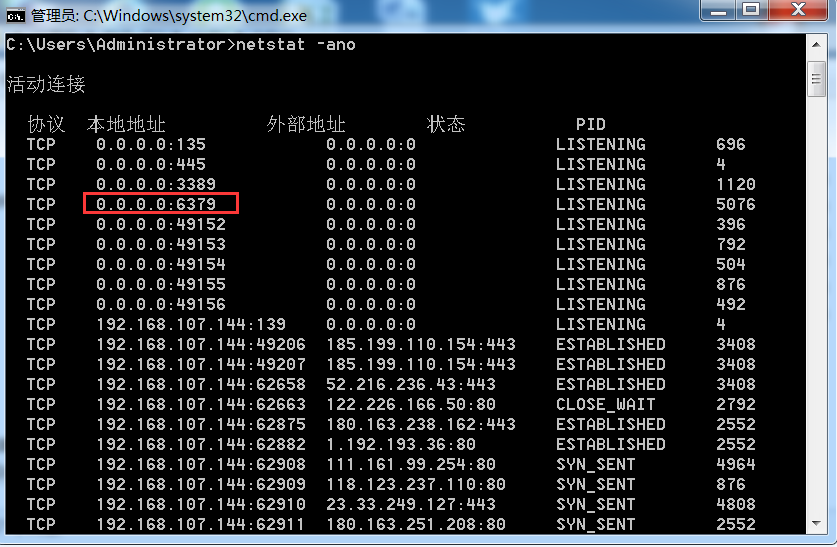 管理员: C:\Windows\system32\cmd.exe
C:\Users\Administrator>netstat -ano
活动连接
协议 本地地址 外部地址 状态 PID
TCP 0.0.0.0:135 0.0.0.0:0 LISTENING 696
TCP 0.0.0.0:445 0.0.0.0:0 LISTENING 4
TCP 0.0.0.0:3389 0.0.0.0:0 LISTENING 1120
TCP 0.0.0.0:6379 0.0.0.0:0 LISTENING 5076
TCP 0.0.0.0:49152 0.0.0.0:0 LISTENING 396
TCP 0.0.0.0:49153 0.0.0.0:0 LISTENING 792
TCP 0.0.0.0:49154 0.0.0.0:0 LISTENING 504
TCP 0.0.0.0:49155 0.0.0.0:0 LISTENING 876
TCP 0.0.0.0:49156 0.0.0.0:0 LISTENING 492
TCP 192.168.107.144:139 0.0.0.0:0 LISTENING 4
TCP 192.168.107.144:49206 185.199.110.154:443 ESTABLISHED 3408
TCP 192.168.107.144:49207 185.199.110.154:443 ESTABLISHED 3408
TCP 192.168.107.144:62658 52.216.236.43:443 ESTABLISHED 3408
TCP 192.168.107.144:62663 122.226.166.50:80 CLOSE_WAIT 2792
TCP 192.168.107.144:62875 180.163.238.162:443 ESTABLISHED 2552
TCP 192.168.107.144:62882 1.192.193.36:80 ESTABLISHED 2552
TCP 192.168.107.144:62908 111.161.99.254:80 SYN_SENT 4964
TCP 192.168.107.144:62909 118.123.237.110:80 SYN_SENT 876
TCP 192.168.107.144:62910 23.33.249.127:443 SYN_SENT 4808
TCP 192.168.107.144:62911 180.163.251.208:80 SYN_SENT 2552